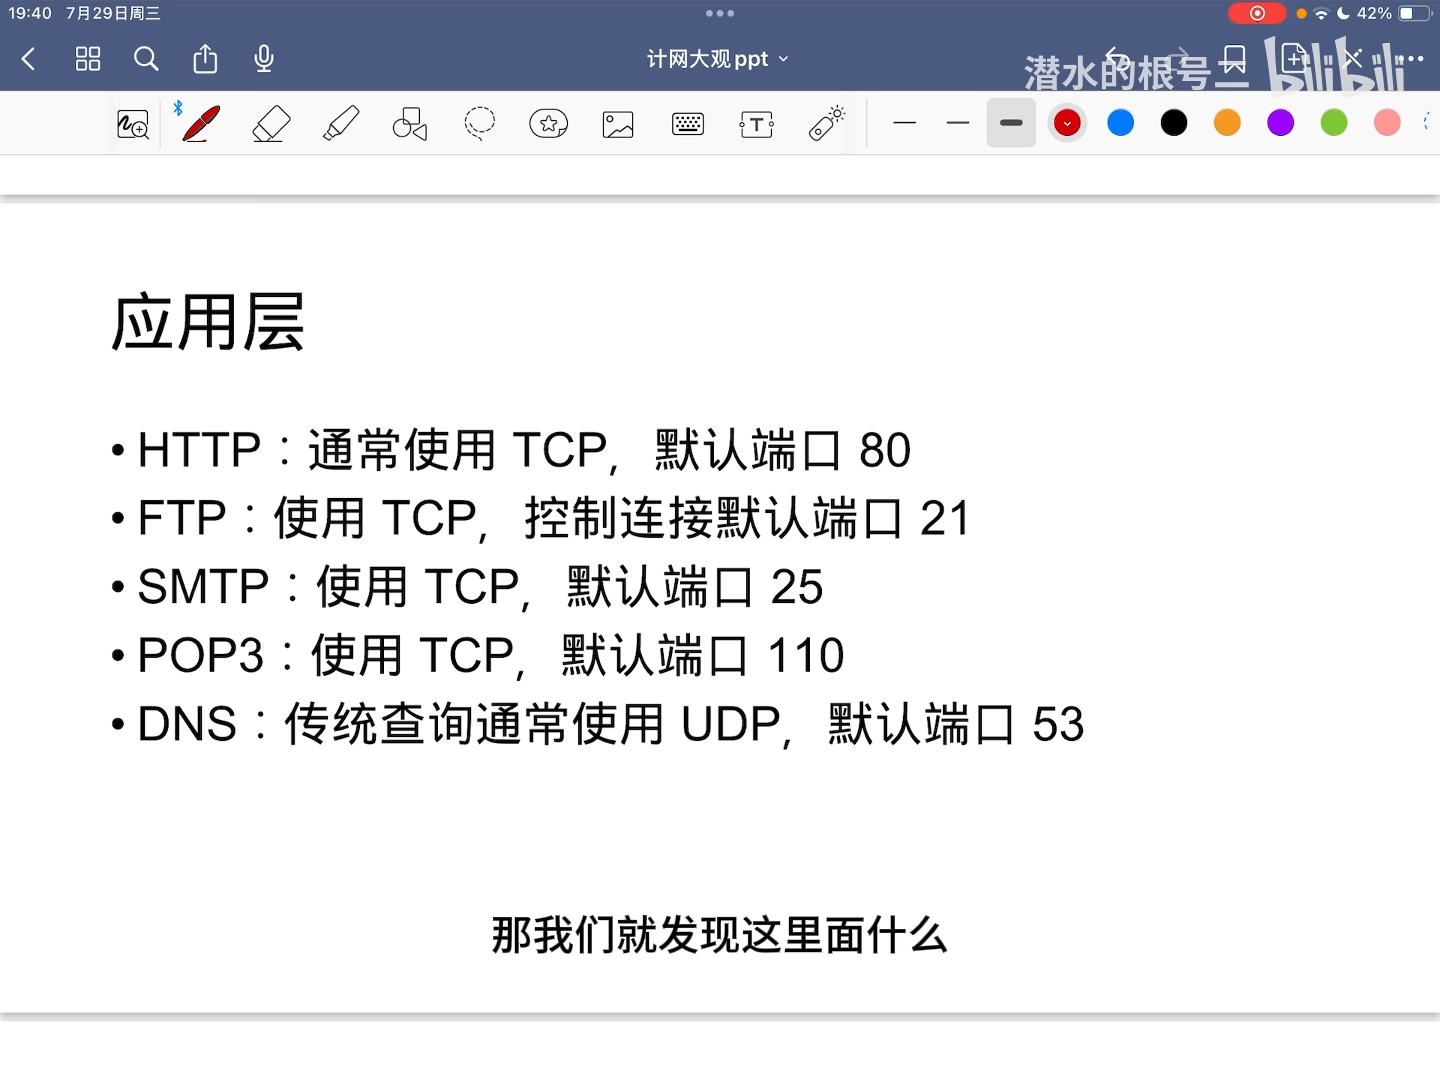 19:40 7月29日周三
42%
计网大观ppt
潜水的根号二 bilibili
应用层
• HTTP：通常使用 TCP，默认端口 80
• FTP：使用 TCP，控制连接默认端口 21
• SMTP：使用 TCP，默认端口 25
• POP3：使用 TCP，默认端口 110
• DNS：传统查询通常使用 UDP，默认端口 53
那我们就发现这里面什么